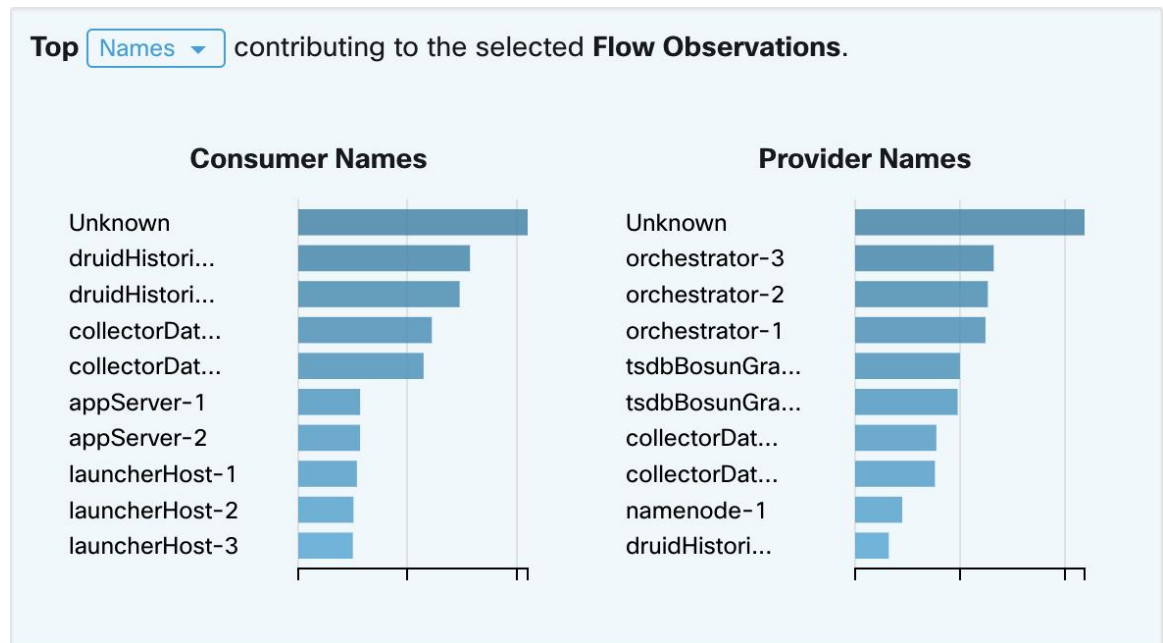 Top Names contributing to the selected Flow Observations.
Consumer Names
Unknown
druidHistori...
druidHistori...
collectorDat...
collectorDat...
appServer-1
appServer-2
launcherHost-1
launcherHost-2
launcherHost-3
Provider Names
Unknown
orchestrator-3
orchestrator-2
orchestrator-1
tsdbBosunGra...
tsdbBosunGra...
collectorDat...
collectorDat...
namenode-1
druidHistori...